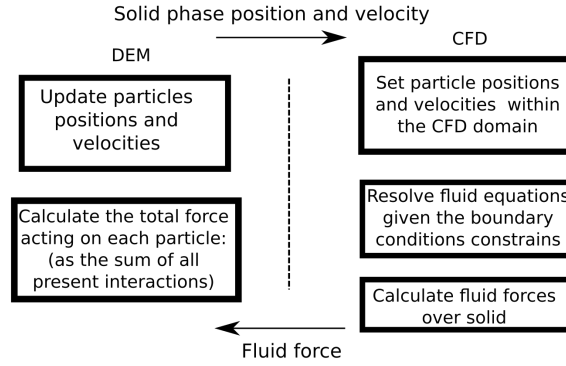 Solid phase position and velocity
DEM
CFD
Update particles
positions and
velocities
Set particle positions
and velocities within
the CFD domain
Calculate the total force
acting on each particle:
(as the sum of all
present interactions)
Resolve fluid equations
given the boundary
conditions constrains
Calculate fluid forces
over solid
Fluid force